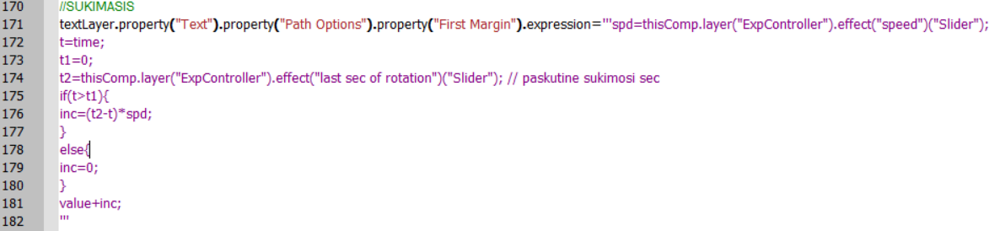 170 //SUKIMASIS
171 textLayer.property("Text").property("Path Options").property("First Margin").expression='''spd=thisComp.layer("ExpController").effect("speed")("Slider");
172 t=time;
173 t1=0;
174 t2=thisComp.layer("ExpController").effect("last sec of rotation")("Slider"); // paskutine sukimosi sec
175 if(t>t1){
176 inc=(t2-t)*spd;
177 }
178 else{
179 inc=0;
180 }
181 value+inc;
182 '''